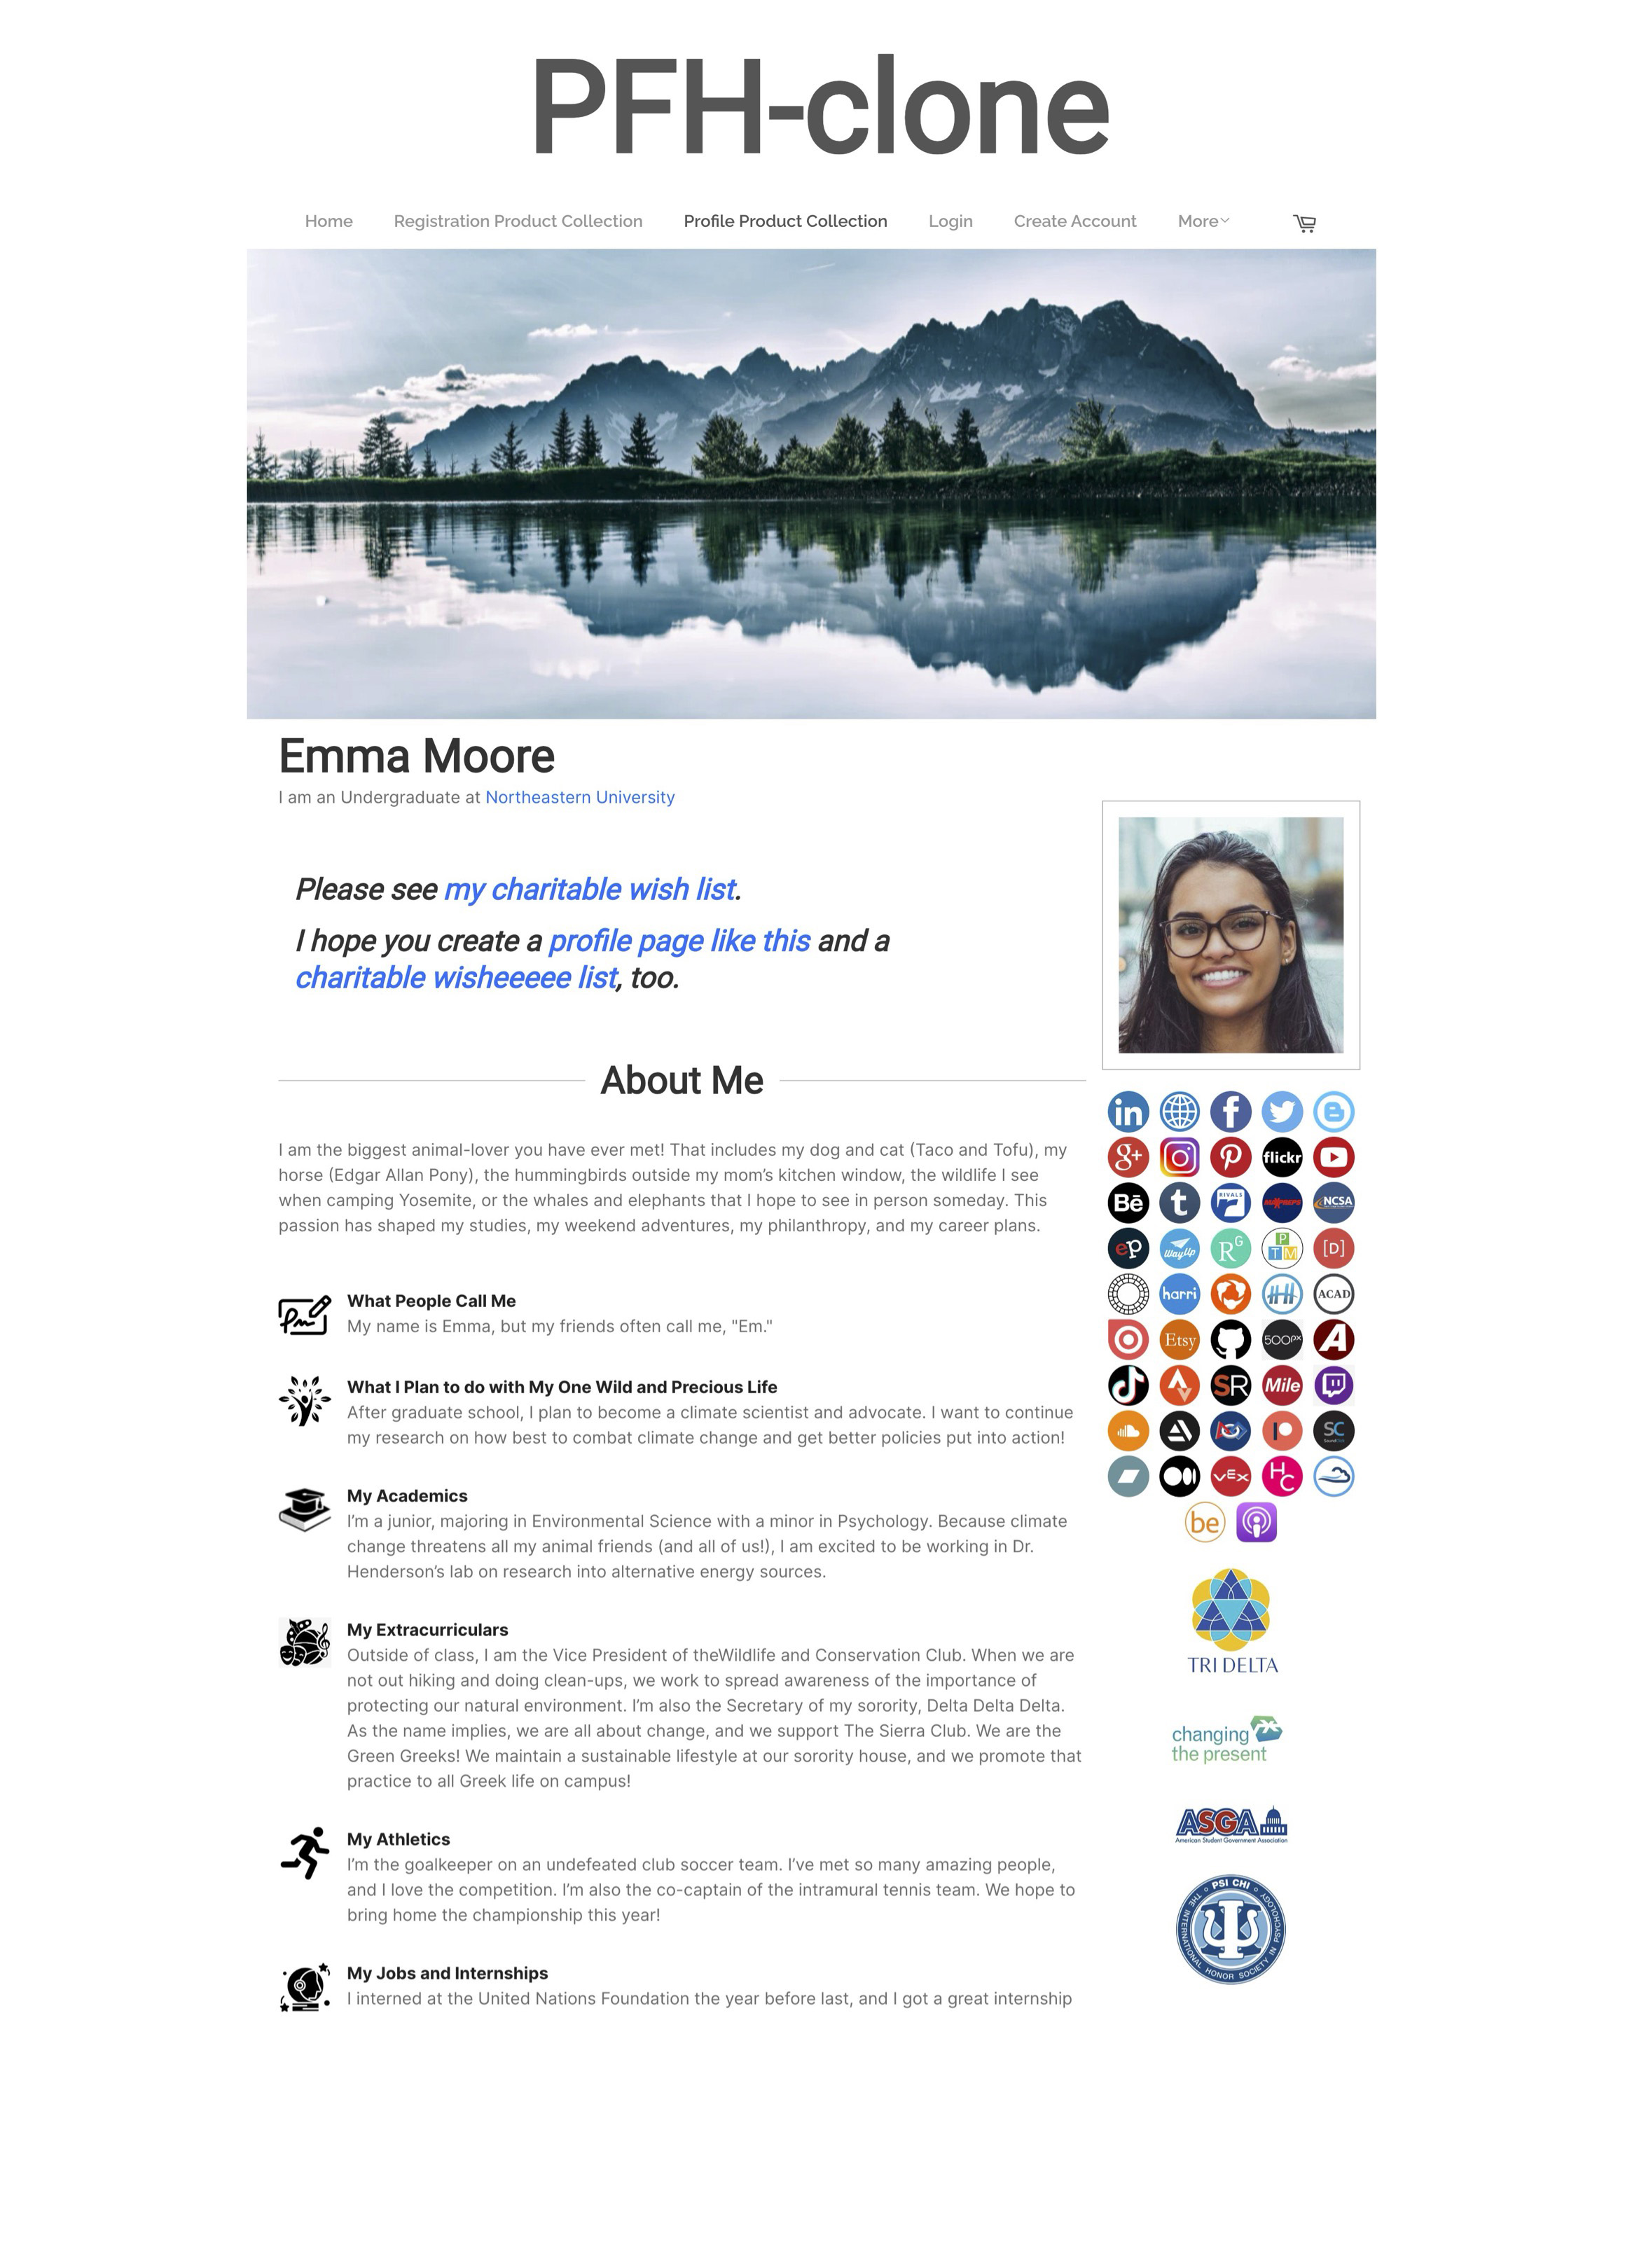 PFH-clone
Home Registration Product Collection Profile Product Collection Login Create Account More
Emma Moore
I am an Undergraduate at Northeastern University
Please see my charitable wish list.
I hope you create a profile page like this and a
charitable wisheeeee list, too.
About Me
I am the biggest animal-lover you have ever met! That includes my dog and cat (Taco and Tofu), my
horse (Edgar Allan Pony), the hummingbirds outside my mom’s kitchen window, the wildlife I see
when camping Yosemite, or the whales and elephants that I hope to see in person someday. This
passion has shaped my studies, my weekend adventures, my philanthropy, and my career plans.
What People Call Me
My name is Emma, but my friends often call me, "Em."
What I Plan to do with My One Wild and Precious Life
After graduate school, I plan to become a climate scientist and advocate. I want to continue
my research on how best to combat climate change and get better policies put into action!
My Academics
I’m a junior, majoring in Environmental Science with a minor in Psychology. Because climate
change threatens all my animal friends (and all of us!), I am excited to be working in Dr.
Henderson’s lab on research into alternative energy sources.
My Extracurriculars
Outside of class, I am the Vice President of theWildlife and Conservation Club. When we are
not out hiking and doing clean-ups, we work to spread awareness of the importance of
protecting our natural environment. I’m also the Secretary of my sorority, Delta Delta Delta.
As the name implies, we are all about change, and we support The Sierra Club. We are the
Green Greeks! We maintain a sustainable lifestyle at our sorority house, and we promote that
practice to all Greek life on campus!
My Athletics
I’m the goalkeeper on an undefeated club soccer team. I’ve met so many amazing people,
and I love the competition. I’m also the co-captain of the intramural tennis team. We hope to
bring home the championship this year!
My Jobs and Internships
I interned at the United Nations Foundation the year before last, and I got a great internship
in f B
g+ flickr
Bē t RIVALS NCSA
ep WayUp RG P T M [D]
harri HH ACAD
Etsy 500px A
SR Mile
SC
VEX HC
be
TRI DELTA
changing
the present
ASGA
American Student Government Association
PSI CHI
THE INTERNATIONAL HONOR SOCIETY IN PSYCHOLOGY